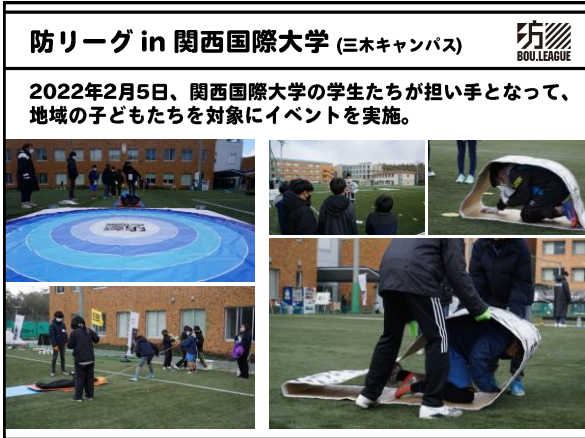 防リーグ in 関西国際大学 (三木キャンパス)
防
BOU.LEAGUE
2022年2月5日、関西国際大学の学生たちが担い手となって、
地域の子どもたちを対象にイベントを実施。